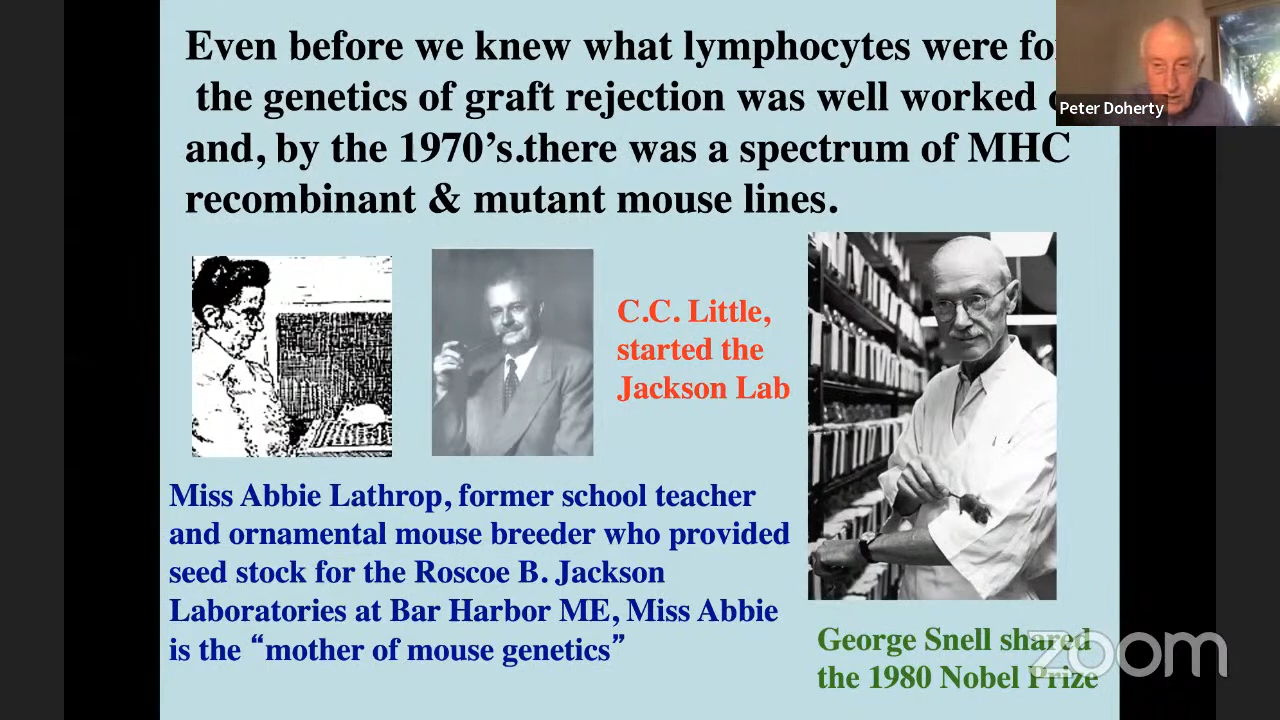 Even before we knew what lymphocytes were
the genetics of graft rejection was well worked
and, by the 1970’s.there was a spectrum of MHC
recombinant & mutant mouse lines.
Peter Doherty
C.C. Little,
started the
Jackson Lab
Miss Abbie Lathrop, former school teacher
and ornamental mouse breeder who provided
seed stock for the Roscoe B. Jackson
Laboratories at Bar Harbor ME, Miss Abbie
is the “mother of mouse genetics”
George Snell shared
the 1980 Nobel Prize
zoom